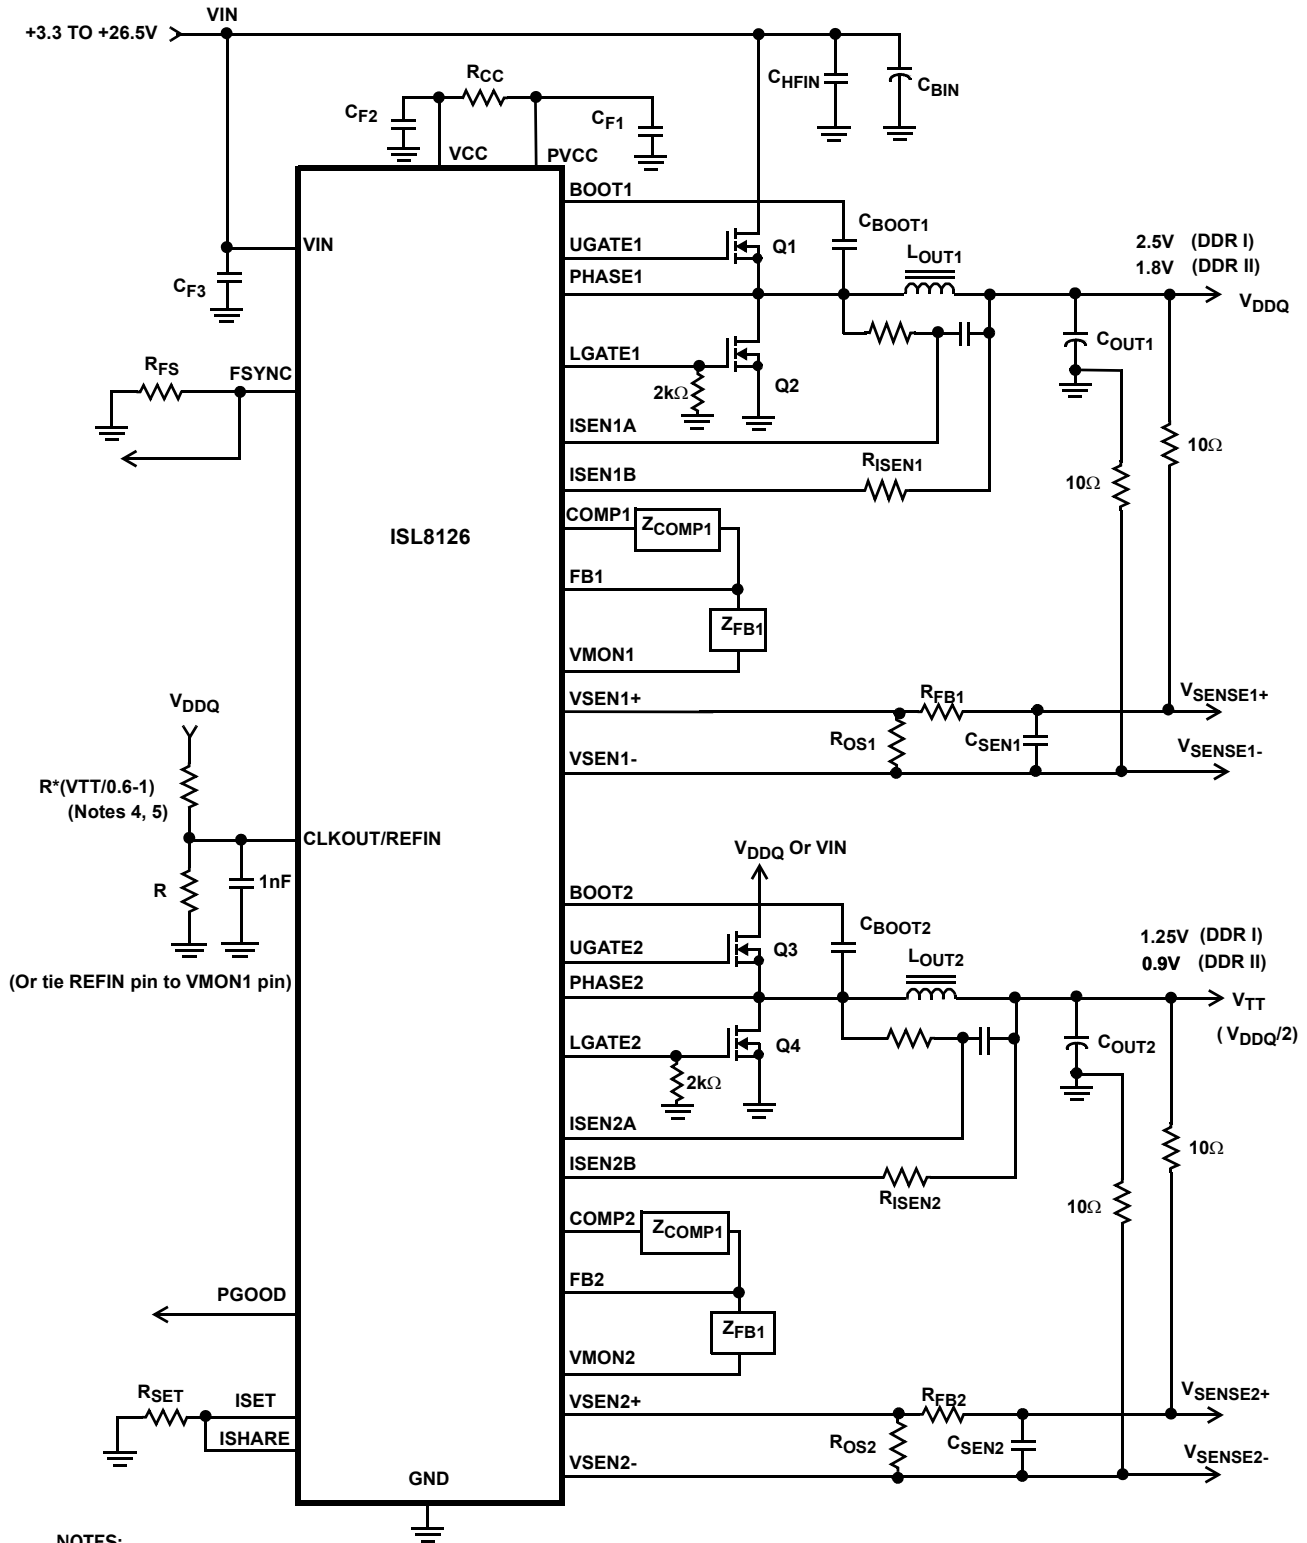 VIN
+3.3 TO +26.5V
RCC
CHFIN
CBIN
CF2
CF1
VCC
PVCC
BOOT1
CBOOT1
VIN
UGATE1
Q1
LOUT1
2.5V (DDR I)
1.8V (DDR II)
PHASE1
CF3
VDDQ
COUT1
LGATE1
RFS
FSYNC
2kΩ
Q2
ISEN1A
10Ω
RISEN1
ISEN1B
10Ω
COMP1
ZCOMP1
ISL8126
FB1
ZFB1
VMON1
VDDQ
VSEN1+
RFB1
VSENSE1+
ROS1
CSEN1
VSEN1-
VSENSE1-
R*(VTT/0.6-1)
(Notes 4, 5)
CLKOUT/REFIN
VDDQ Or VIN
R
1nF
BOOT2
CBOOT2
UGATE2
Q3
LOUT2
1.25V (DDR I)
0.9V (DDR II)
(Or tie REFIN pin to VMON1 pin)
PHASE2
VTT
(VDDQ/2)
LGATE2
Q4
COUT2
2kΩ
ISEN2A
10Ω
ISEN2B
RISEN2
10Ω
COMP2
ZCOMP1
FB2
PGOOD
ZFB1
VMON2
RSET
ISET
VSEN2+
RFB2
VSENSE2+
ISHARE
ROS2
CSEN2
VSEN2-
VSENSE2-
GND
NOTES: